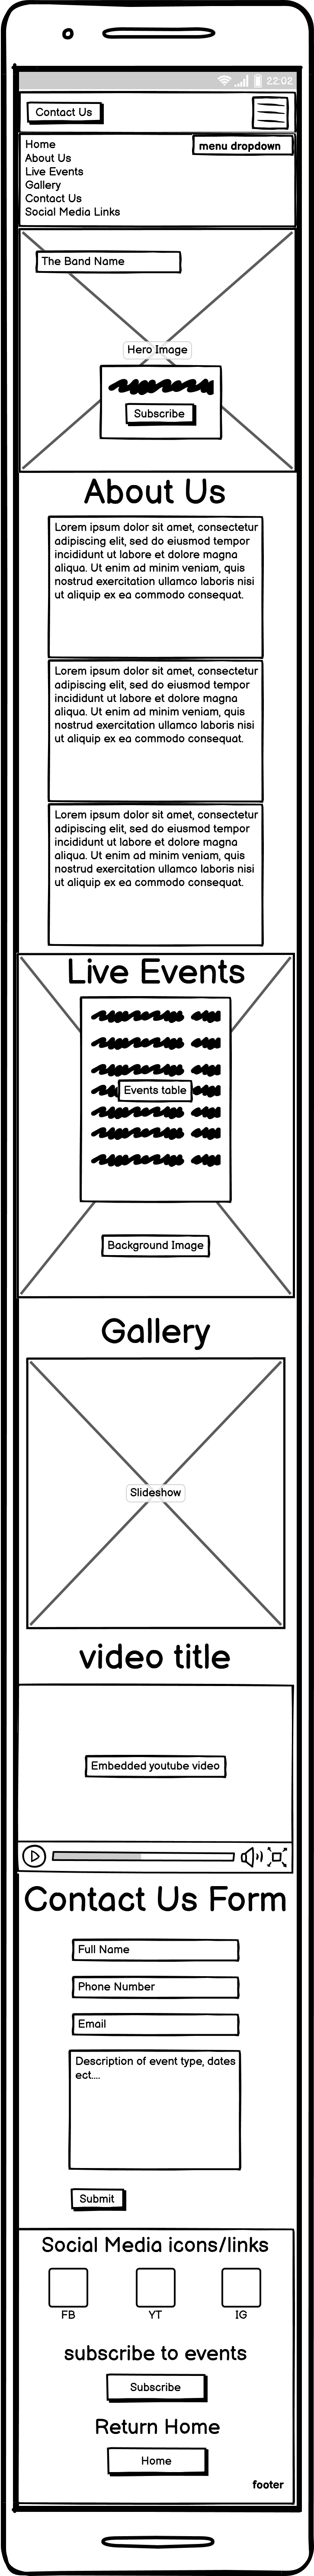 22:02
Contact Us
menu dropdown
Home
About Us
Live Events
Gallery
Contact Us
Social Media Links
The Band Name
Hero Image
Subscribe
About Us
Lorem ipsum dolor sit amet, consectetur
adipiscing elit, sed do eiusmod tempor
incididunt ut labore et dolore magna
aliqua. Ut enim ad minim veniam, quis
nostrud exercitation ullamco laboris nisi
ut aliquip ex ea commodo consequat.
Lorem ipsum dolor sit amet, consectetur
adipiscing elit, sed do eiusmod tempor
incididunt ut labore et dolore magna
aliqua. Ut enim ad minim veniam, quis
nostrud exercitation ullamco laboris nisi
ut aliquip ex ea commodo consequat.
Lorem ipsum dolor sit amet, consectetur
adipiscing elit, sed do eiusmod tempor
incididunt ut labore et dolore magna
aliqua. Ut enim ad minim veniam, quis
nostrud exercitation ullamco laboris nisi
ut aliquip ex ea commodo consequat.
Live Events
Events table
Background Image
Gallery
Slideshow
video title
Embedded youtube video
Contact Us Form
Full Name
Phone Number
Email
Description of event type, dates
ect....
Submit
Social Media icons/links
FB YT IG
subscribe to events
Subscribe
Return Home
Home
footer